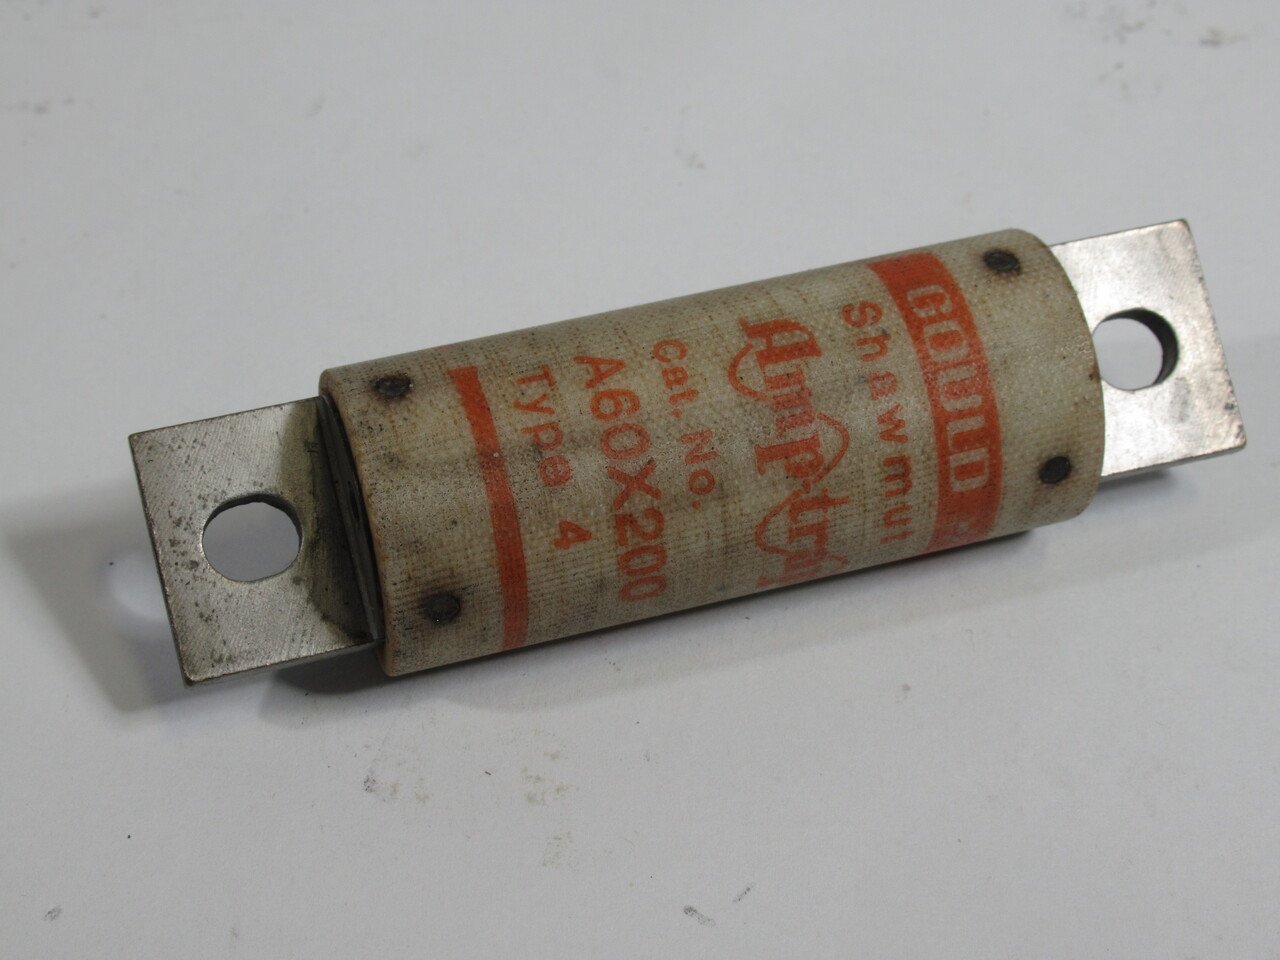 GOULD
Shawmut
Amp-trap
Cat. No.
A60X200
Type 4